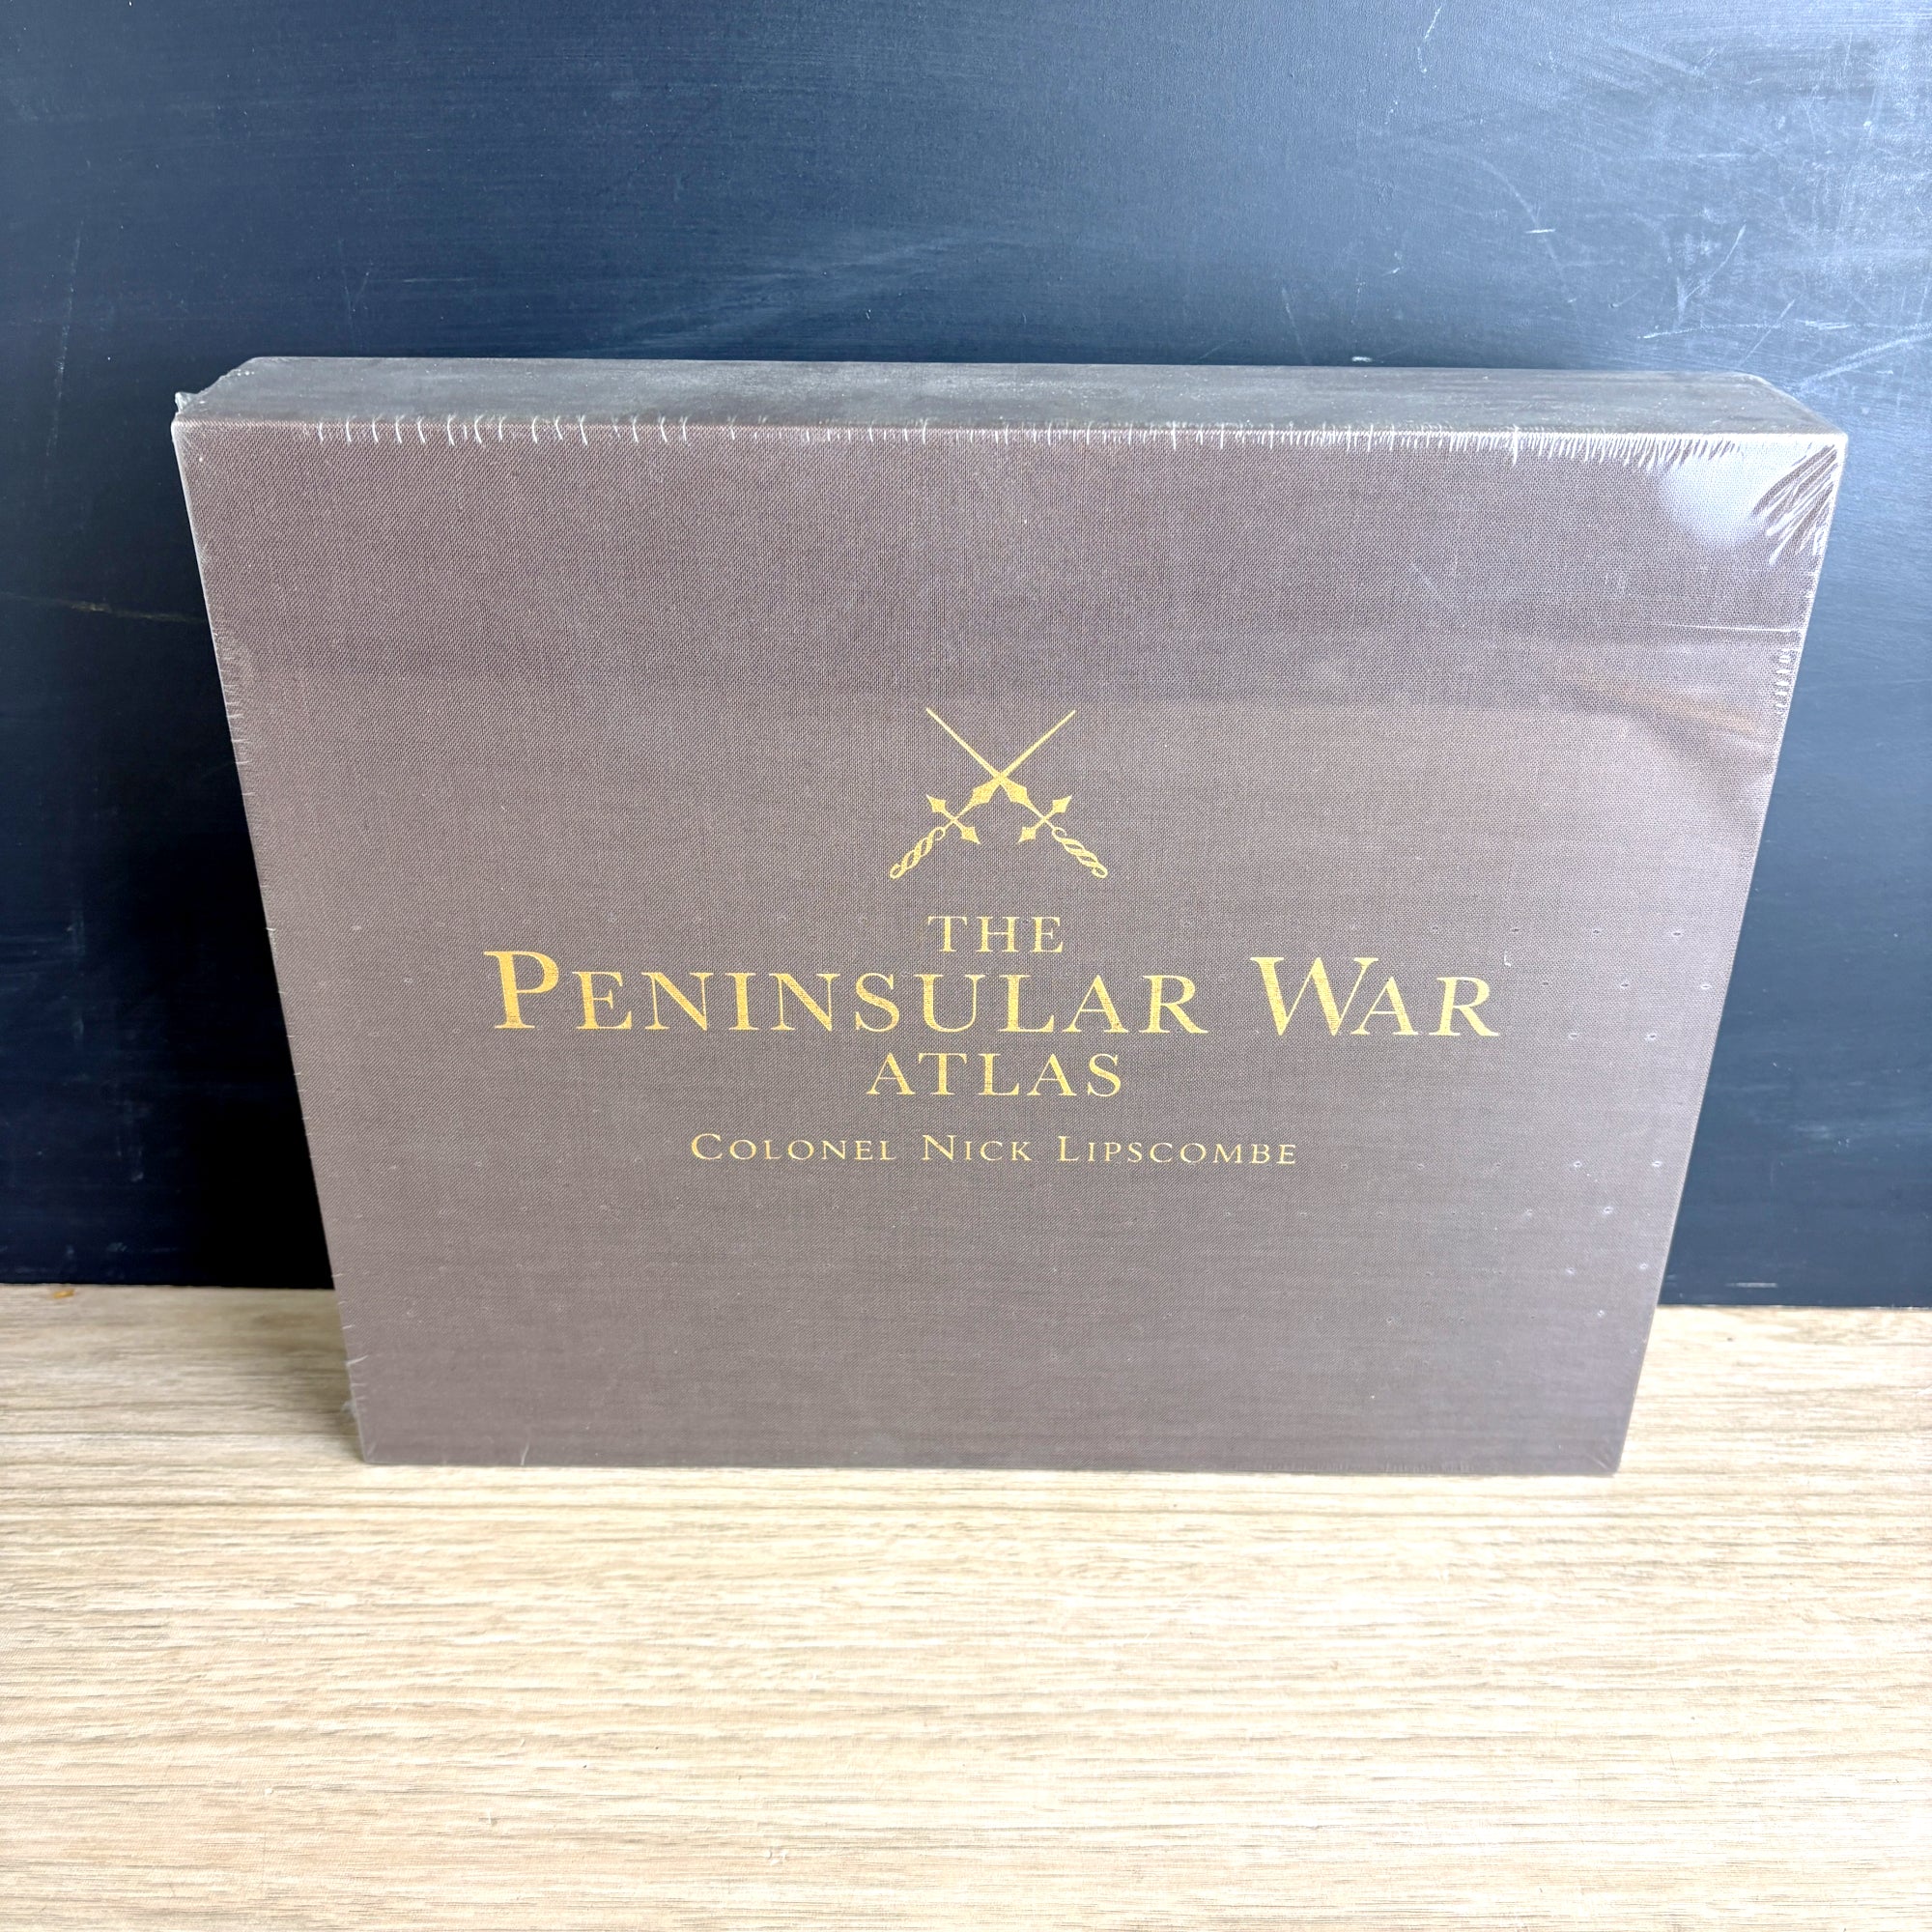 THE
PENINSULAR WAR
ATLAS
COLONEL NICK LIPSCOMBE